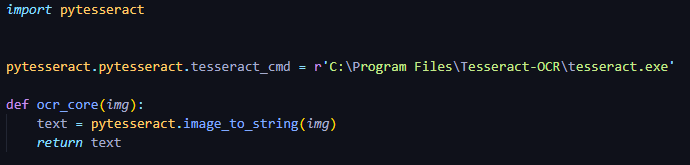 import pytesseract
pytesseract.pytesseract.tesseract_cmd = r'C:\Program Files\Tesseract-OCR\tesseract.exe'
def ocr_core(img):
    text = pytesseract.image_to_string(img)
    return text